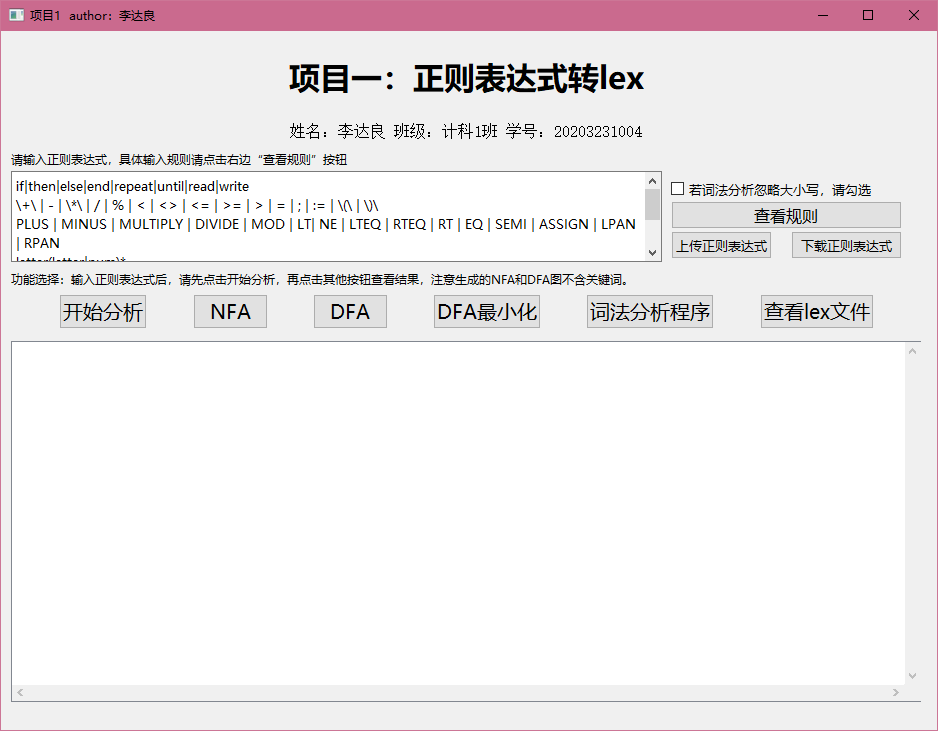 项目1 author：李达良
项目一：正则表达式转lex
姓名：李达良 班级：计科1班 学号：20203231004
请输入正则表达式，具体输入规则请点击右边“查看规则”按钮
if|then|else|end|repeat|until|read|write
\+\ | - | \*\ | / | % | < | <> | <= | >= | > | = | ; | := | \(\ | \)\
PLUS | MINUS | MULTIPLY | DIVIDE | MOD | LT| NE | LTEQ | RTEQ | RT | EQ | SEMI | ASSIGN | LPAN
| RPAN
letter(letter|num)*
若词法分析忽略大小写，请勾选
查看规则
上传正则表达式 下载正则表达式
功能选择：输入正则表达式后，请先点击开始分析，再点击其他按钮查看结果，注意生成的NFA和DFA图不含关键词。
开始分析 NFA DFA DFA最小化 词法分析程序 查看lex文件